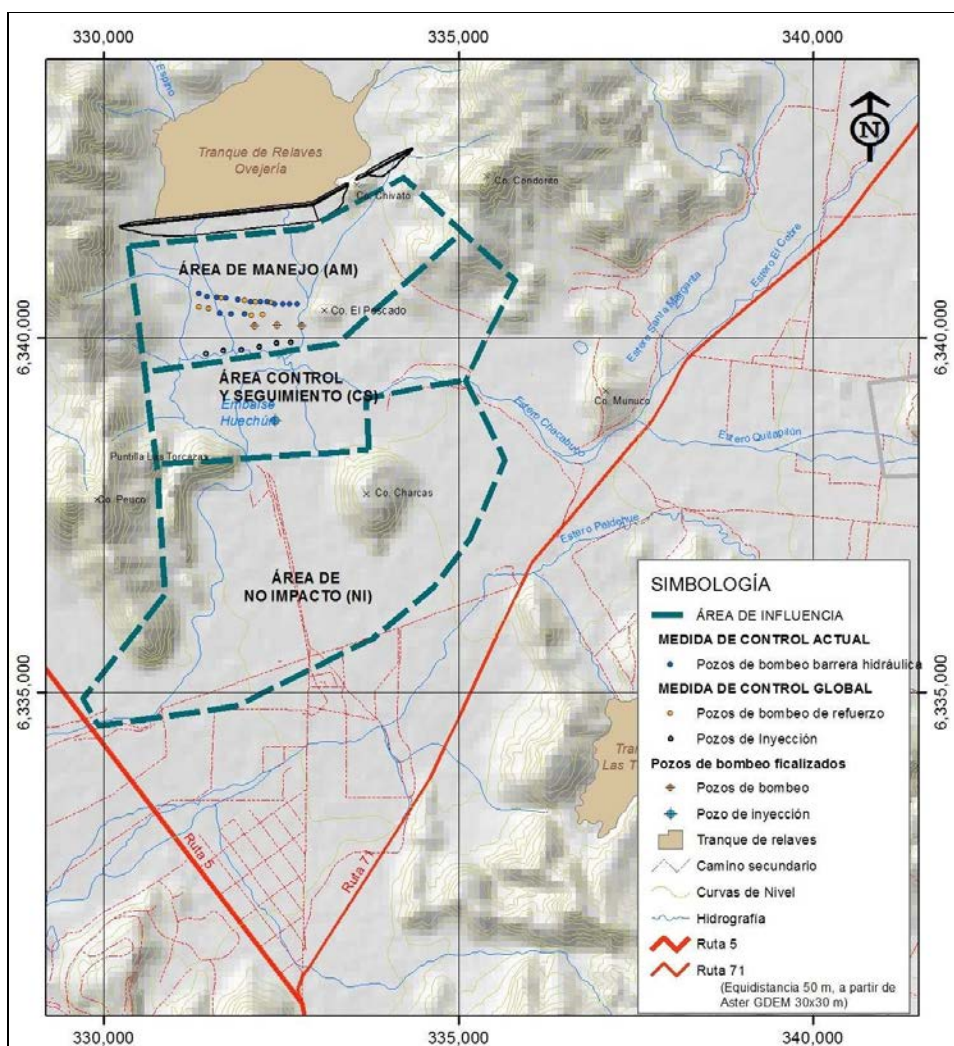 330,000 335,000 340,000
Espino
Tranque de Relaves
Ovejería
Co. Chivato
Co. Condorito
ÁREA DE MANEJO (AM)
Co. El Pescado
Estero El Cobre
Estero Santa Margarita
6,340,000 6,340,000
ÁREA CONTROL
Y SEGUIMIENTO (CS)
Embalse
Huechún
Co. Munuco
Estero Chacabuco
Estero Quilapilún
Puntilla Las Torcazas
Co. Peuco
Co. Charcas
Estero Peldehue
ÁREA DE
NO IMPACTO (NI)
6,335,000 6,335,000
Las T
Ruta 5
Ruta 71
SIMBOLOGÍA
ÁREA DE INFLUENCIA
MEDIDA DE CONTROL ACTUAL
Pozos de bombeo barrera hidráulica
MEDIDA DE CONTROL GLOBAL
Pozos de bombeo de refuerzo
Pozos de Inyección
Pozos de bombeo ficalizados
Pozos de bombeo
Pozo de inyección
Tranque de relaves
Camino secundario
Curvas de Nivel
Hidrografía
Ruta 5
Ruta 71
(Equidistancia 50 m, a partir de
Aster GDEM 30x30 m)
330,000 335,000 340,000
N